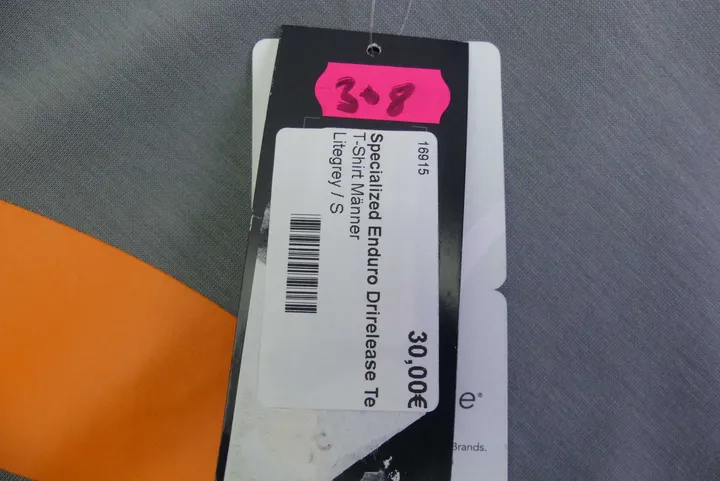 3-8
16915
Specialized Enduro Drirelease Te
T-Shirt Männer
Litegrey / S
30,00€
Brands.